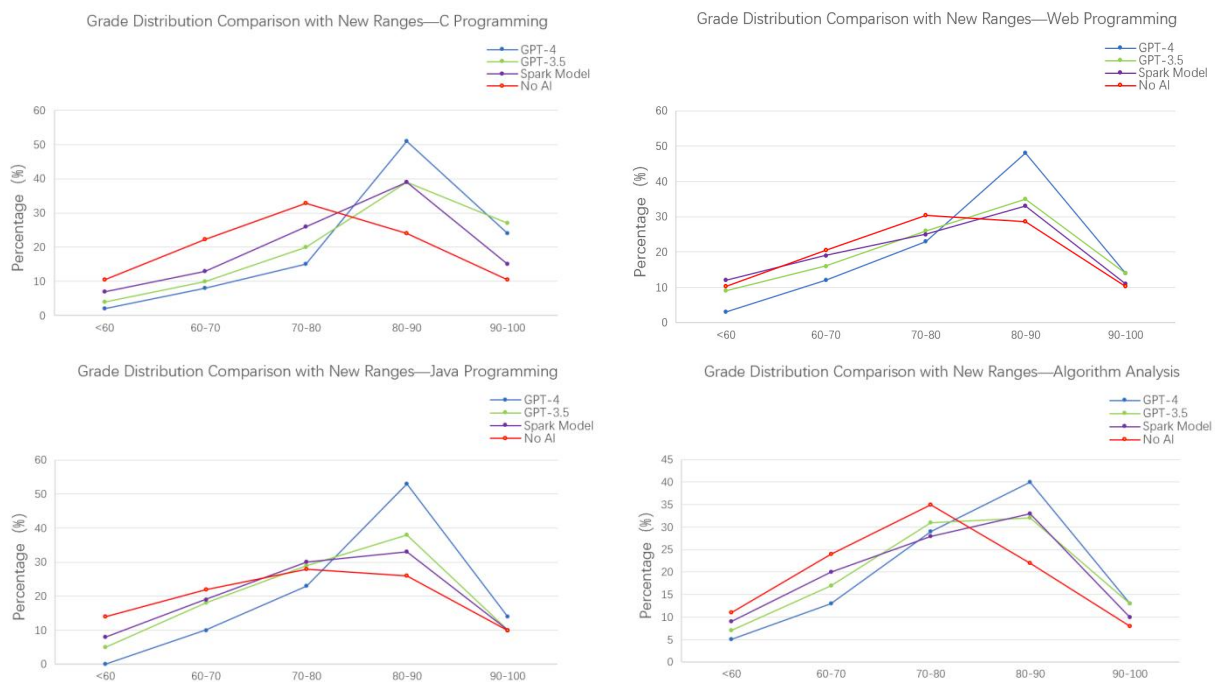 Grade Distribution Comparison with New Ranges—C Programming
GPT-4
GPT-3.5
Spark Model
No AI
Percentage (%)
60
50
40
30
20
10
0
<60
60-70
70-80
80-90
90-100
Grade Distribution Comparison with New Ranges—Web Programming
GPT-4
GPT-3.5
Spark Model
No AI
Percentage (%)
60
50
40
30
20
10
0
<60
60-70
70-80
80-90
90-100
Grade Distribution Comparison with New Ranges—Java Programming
GPT-4
GPT-3.5
Spark Model
No AI
Percentage (%)
60
50
40
30
20
10
0
<60
60-70
70-80
80-90
90-100
Grade Distribution Comparison with New Ranges—Algorithm Analysis
GPT-4
GPT-3.5
Spark Model
No AI
Percentage (%)
45
40
35
30
25
20
15
10
5
0
<60
60-70
70-80
80-90
90-100